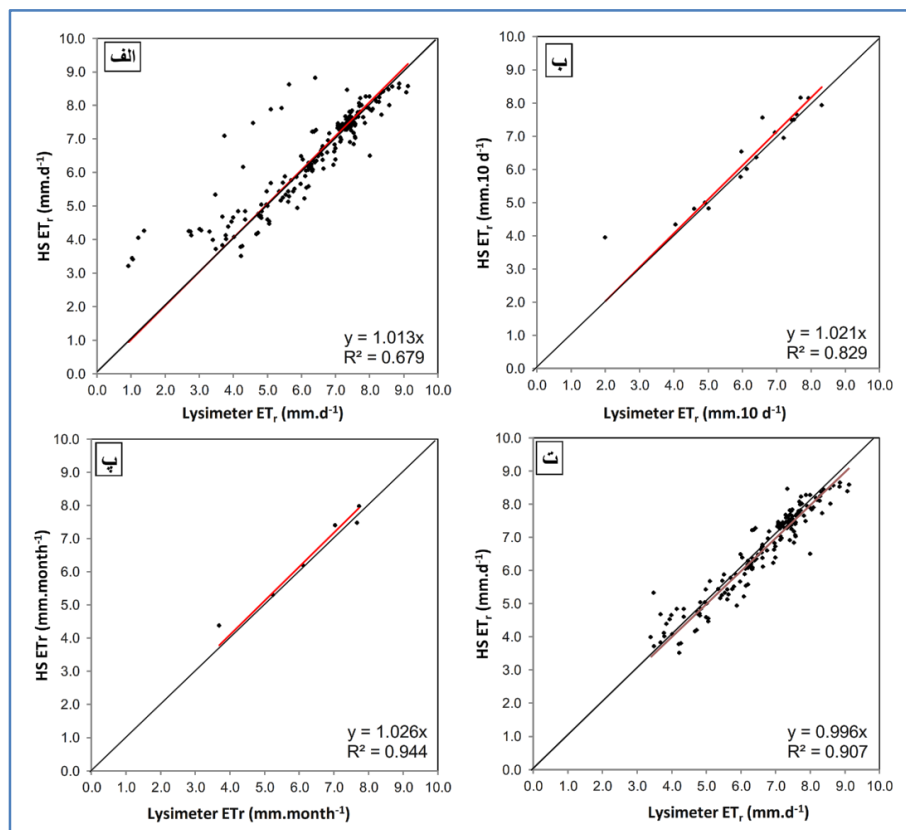 الف
10.0
9.0
8.0
7.0
6.0
5.0
4.0
3.0
2.0
1.0
0.0
HS ETr (mm.d-1)
y = 1.013x
R² = 0.679
0.0 1.0 2.0 3.0 4.0 5.0 6.0 7.0 8.0 9.0 10.0
Lysimeter ETr (mm.d-1)
ب
10.0
9.0
8.0
7.0
6.0
5.0
4.0
3.0
2.0
1.0
0.0
HS ETr (mm.10 d-1)
y = 1.021x
R² = 0.829
0.0 1.0 2.0 3.0 4.0 5.0 6.0 7.0 8.0 9.0 10.0
Lysimeter ETr (mm.10 d-1)
پ
10.0
9.0
8.0
7.0
6.0
5.0
4.0
3.0
2.0
1.0
0.0
HS ETr (mm.month-1)
y = 1.026x
R² = 0.944
0.0 1.0 2.0 3.0 4.0 5.0 6.0 7.0 8.0 9.0 10.0
Lysimeter ETr (mm.month-1)
ت
10.0
9.0
8.0
7.0
6.0
5.0
4.0
3.0
2.0
1.0
0.0
HS ETr (mm.d-1)
y = 0.996x
R² = 0.907
0.0 1.0 2.0 3.0 4.0 5.0 6.0 7.0 8.0 9.0 10.0
Lysimeter ETr (mm.d-1)